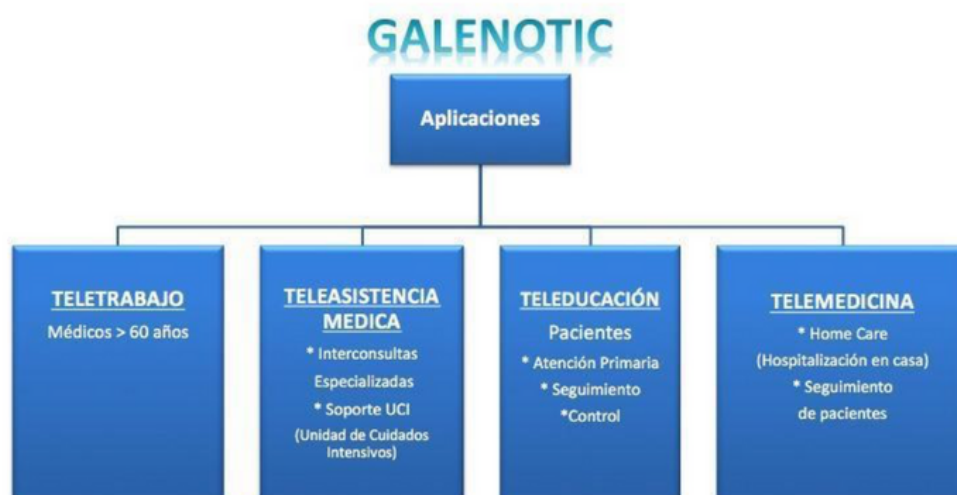 GALENOTIC
Aplicaciones
TELETRABAJO
Médicos > 60 años
TELEASISTENCIA
MEDICA
* Interconsultas
Especializadas
* Soporte UCI
(Unidad de Cuidados
Intensivos)
TELEDUCACIÓN
Pacientes
* Atención Primaria
* Seguimiento
*Control
TELEMEDICINA
* Home Care
(Hospitalización en casa)
* Seguimiento
de pacientes